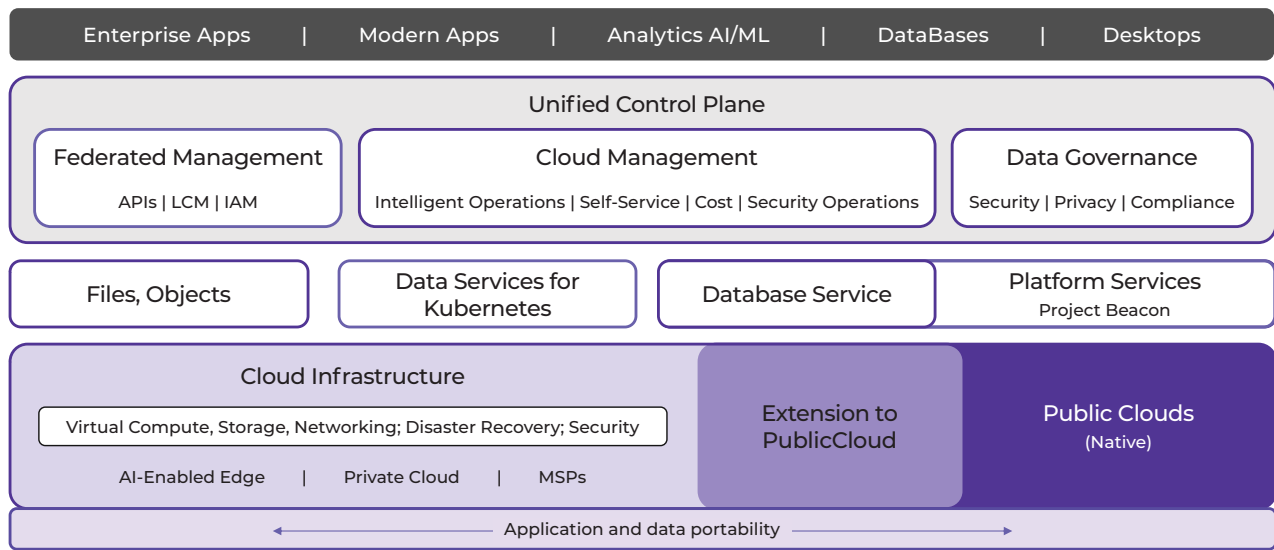 Enterprise Apps | Modern Apps | Analytics AI/ML | DataBases | Desktops
Unified Control Plane
Federated Management
APIs | LCM | IAM
Cloud Management
Intelligent Operations | Self-Service | Cost | Security Operations
Data Governance
Security | Privacy | Compliance
Files, Objects
Data Services for
Kubernetes
Database Service
Platform Services
Project Beacon
Cloud Infrastructure
Virtual Compute, Storage, Networking; Disaster Recovery; Security
AI-Enabled Edge | Private Cloud | MSPs
Extension to
PublicCloud
Public Clouds
(Native)
Application and data portability